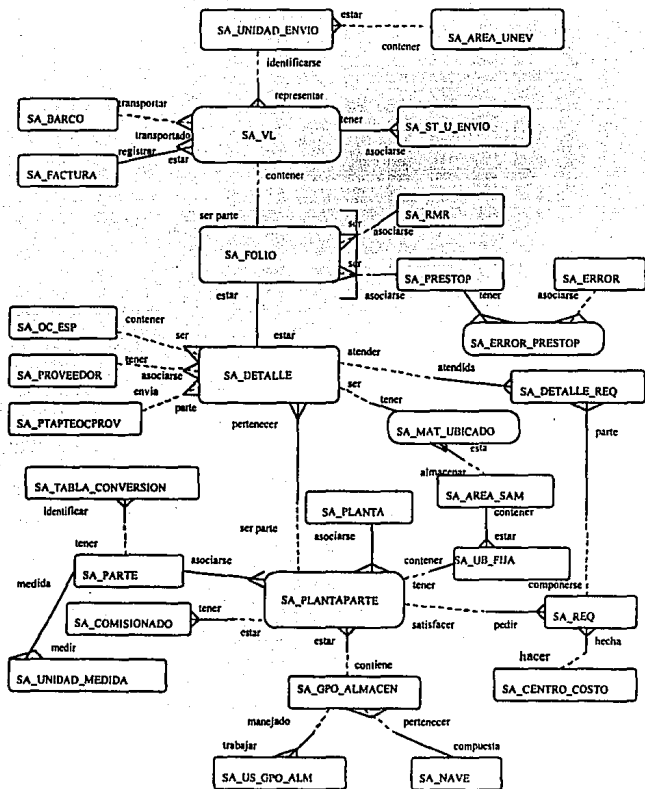 estar
SA_UNIDAD_ENVIO
SA_AREA_UNEV
contener
identificarse
transportar
representar
SA_BARCO
tener
SA_ST_U_ENVIO
transportado
SA_VL
registrar
estar
asociarse
SA_FACTURA
contener
ser parte
ser
SA_RMR
asociarse
SA_FOLIO
ser
estar
SA_PRESTOP
SA_ERROR
asociarse
tener
asociarse
contener
SA_OC_ESP
ser
estar
SA_ERROR_PRESTOP
atender
tener
SA_PROVEEDOR
asociarse
SA_DETALLE
ser
atendida
envia
SA_DETALLE_REQ
tener
SA_PTAPTEOCPROV
parte
pertenecer
SA_MAT_UBICADO
parte
esta
almacenar
SA_TABLA_CONVERSION
SA_AREA_SAM
Identificar
SA_PLANTA
contener
ser parte
asociarse
tener
estar
asociarse
contener
SA_UB_FIJA
medida
SA_PARTE
tener
componerse
SA_PLANTAPARTE
tener
SA_COMISIONADO
satisfacer
pedir
SA_REQ
estar
estar
hecha
medir
hacer
contiene
SA_UNIDAD_MEDIDA
SA_GPO_ALMACEN
SA_CENTRO_COSTO
manejado
pertenecer
trabajar
compuesta
SA_US_GPO_ALM
SA_NAVE